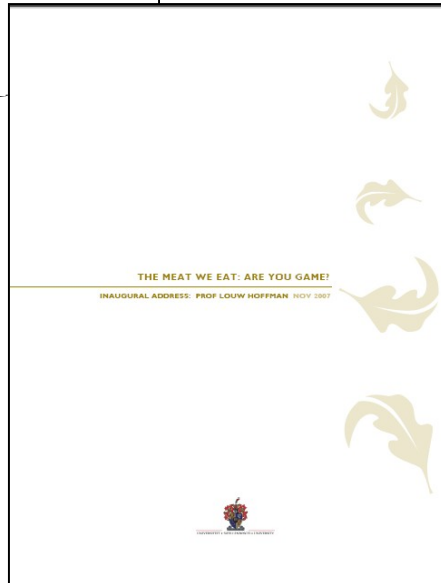 THE MEAT WE EAT: ARE YOU GAME?
INAUGURAL ADDRESS: PROF LOUW HOFFMAN NOV 2007